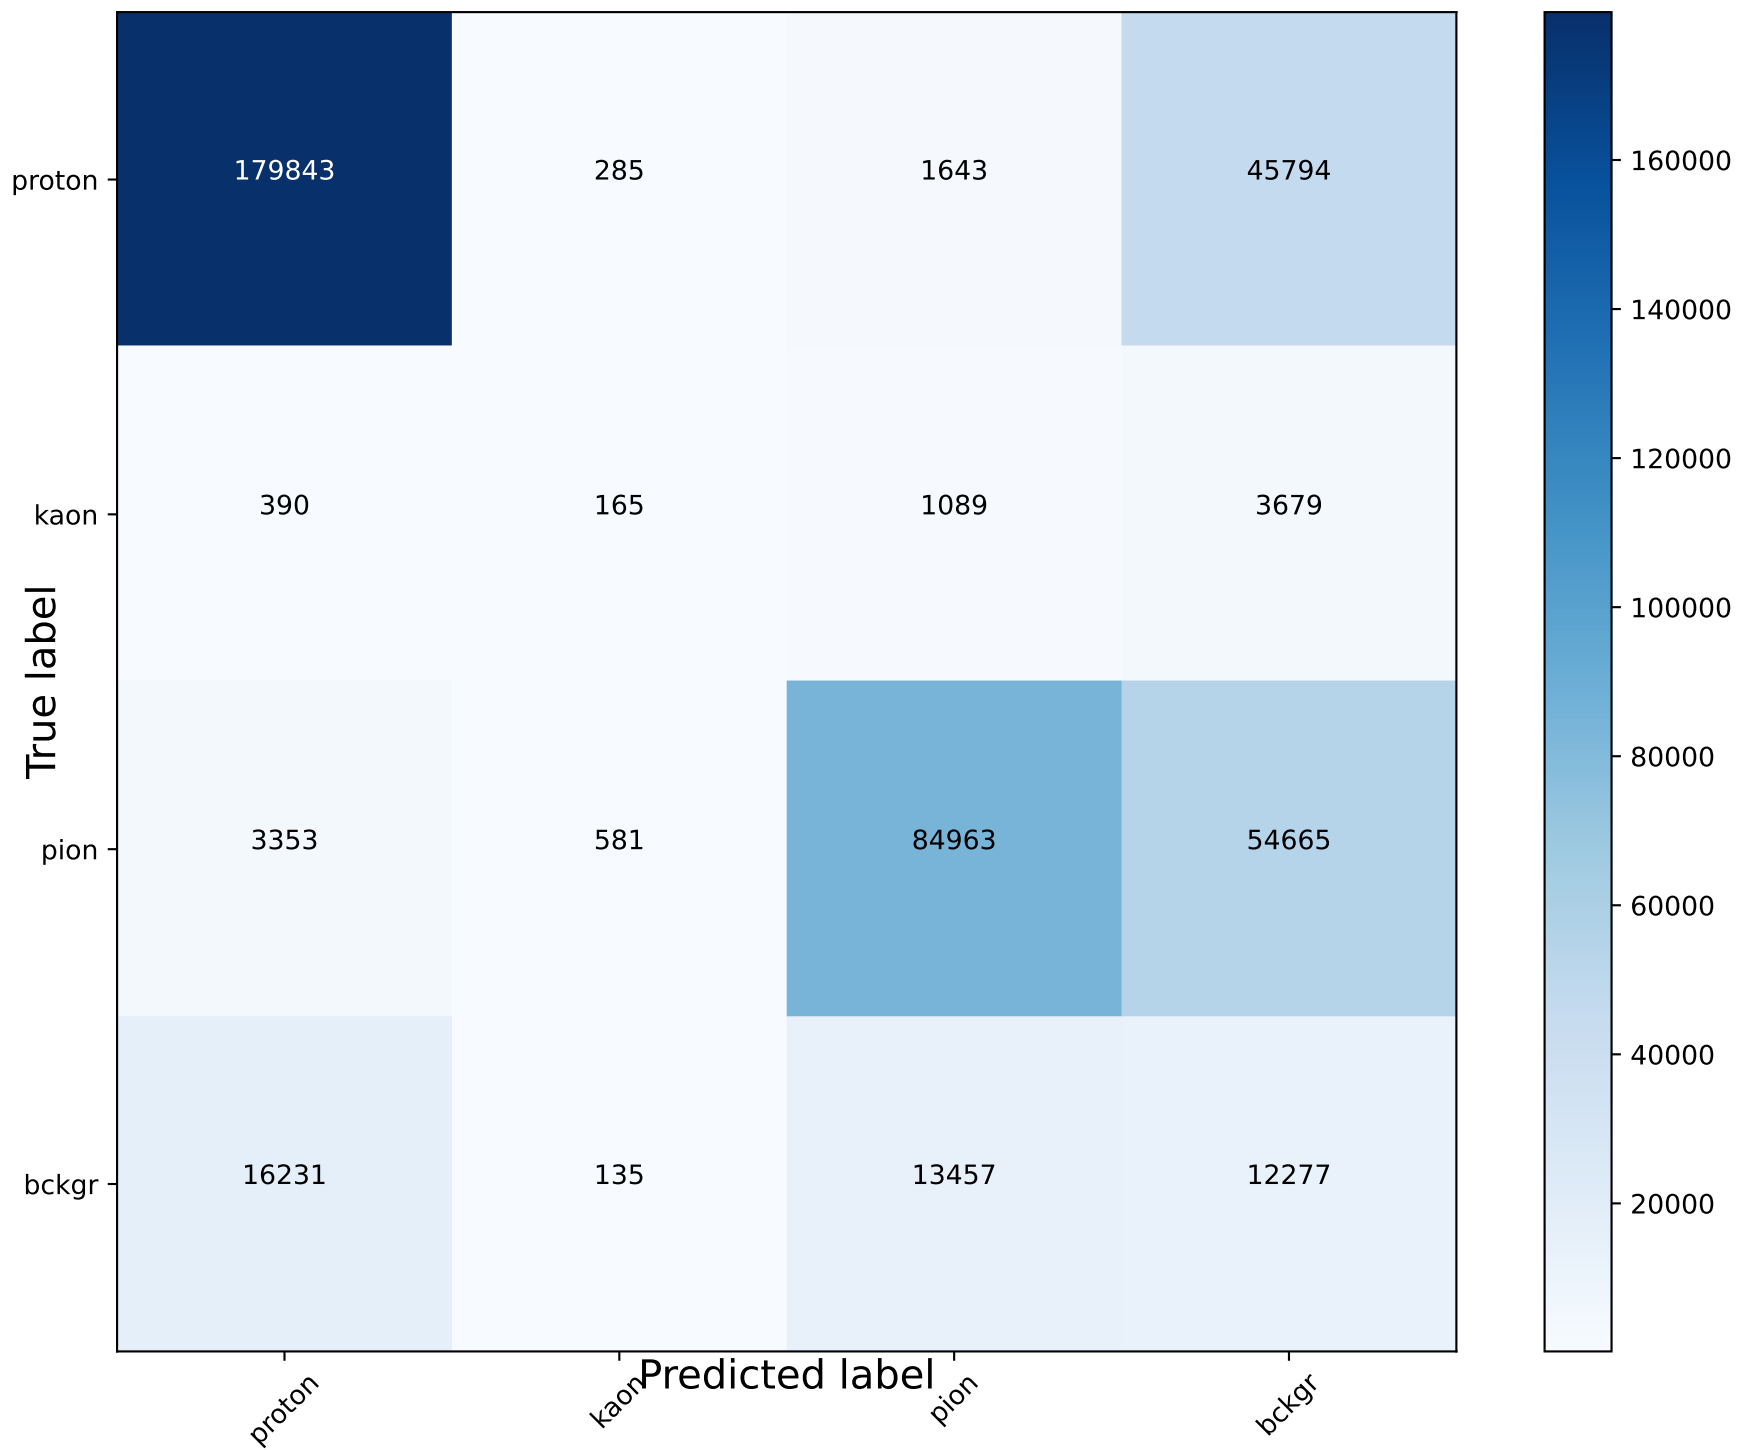 True label
proton
179843 285 1643 45794
kaon
390 165 1089 3679
pion
3353 581 84963 54665
bckgr
16231 135 13457 12277
proton kaon pion bckgr
Predicted label
160000
140000
120000
100000
80000
60000
40000
20000